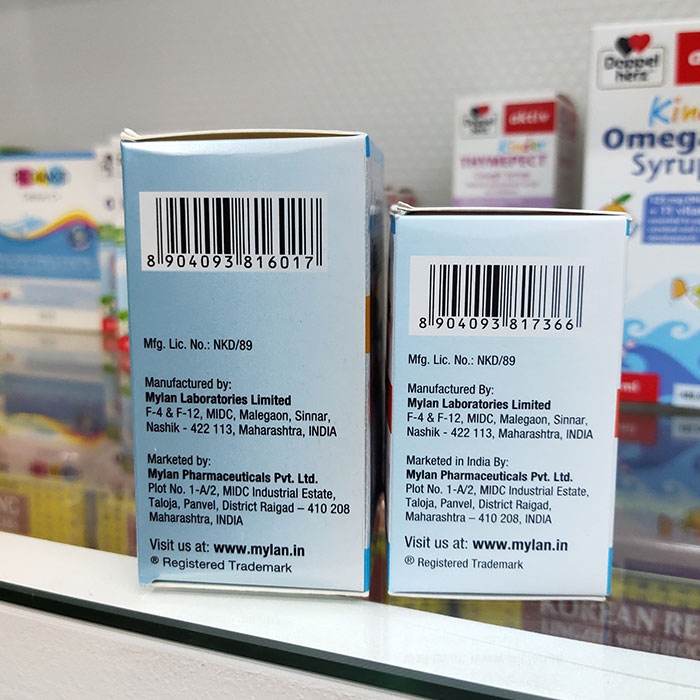 8 904093 816017
Mfg. Lic. No.: NKD/89
Manufactured by:
Mylan Laboratories Limited
F-4 & F-12, MIDC, Malegaon, Sinnar,
Nashik - 422 113, Maharashtra, INDIA
Marketed by:
Mylan Pharmaceuticals Pvt. Ltd.
Plot No. 1-A/2, MIDC Industrial Estate,
Taloja, Panvel, District Raigad – 410 208
Maharashtra, INDIA
Visit us at: www.mylan.in
® Registered Trademark
8 904093 817366
Mfg. Lic. No.: NKD/89
Manufactured By:
Mylan Laboratories Limited
F-4 & F-12, MIDC, Malegaon, Sinnar,
Nashik - 422 113, Maharashtra, INDIA
Marketed in India By:
Mylan Pharmaceuticals Pvt. Ltd.
Plot No. 1-A/2, MIDC Industrial Estate,
Taloja, Panvel, District Raigad,
Maharashtra – 410 208, INDIA
Visit us at: www.mylan.in
® Registered Trademark
Doppel
herz
aktiv
Kinder
Doppel
herz
Kin
Omega
Syrup
KOREAN RE